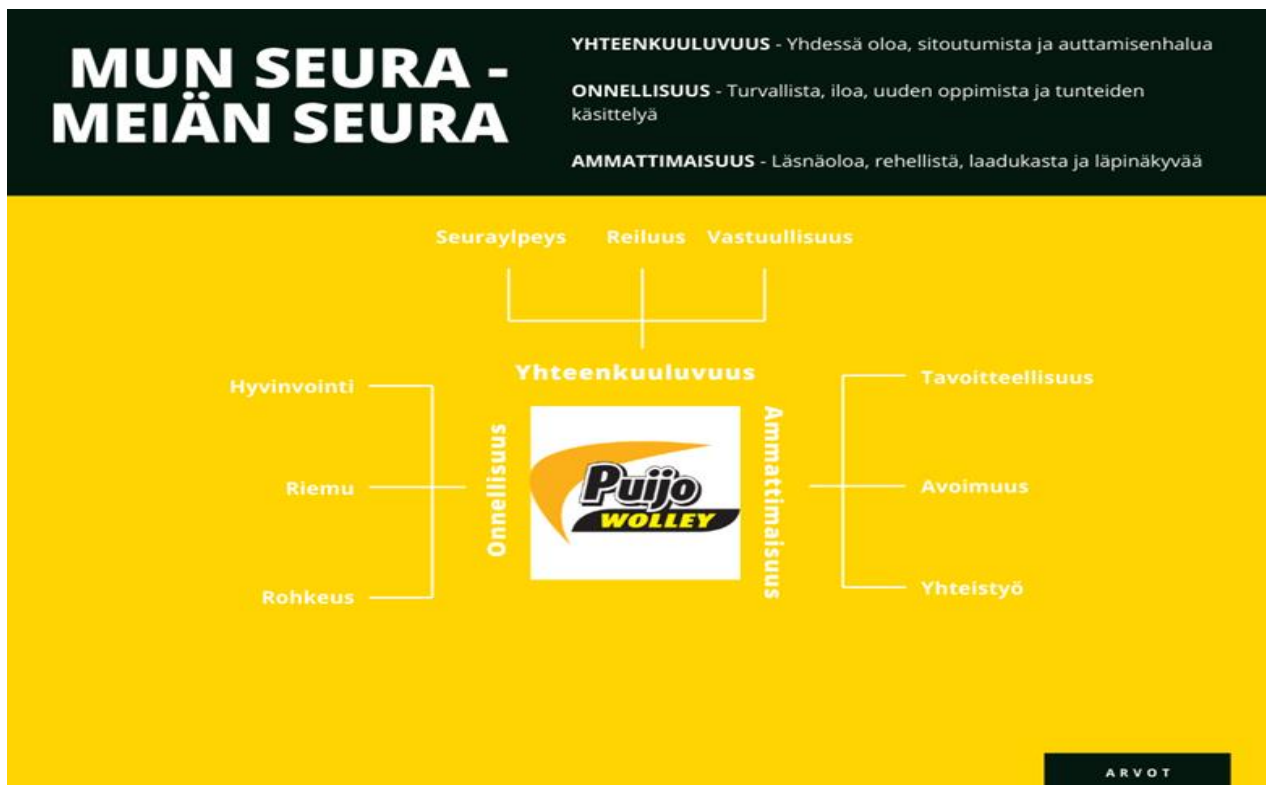 MUN SEURA -
MEIÄN SEURA
YHTEENKUULUVUUS - Yhdessä oloa, sitoutumista ja auttamisenhalua
ONNELLISUUS - Turvallista, iloa, uuden oppimista ja tunteiden
käsittelyä
AMMATTIMAISUUS - Läsnäoloa, rehellistä, laadukasta ja läpinäkyvää
Seuraylpeys Reiluus Vastuullisuus
Yhteenkuuluvuus
Hyvinvointi
Riemu
Rohkeus
Onnellisuus
Puijo
WOLLEY
Ammattimaisuus
Tavoitteellisuus
Avoimuus
Yhteistyö
ARVOT